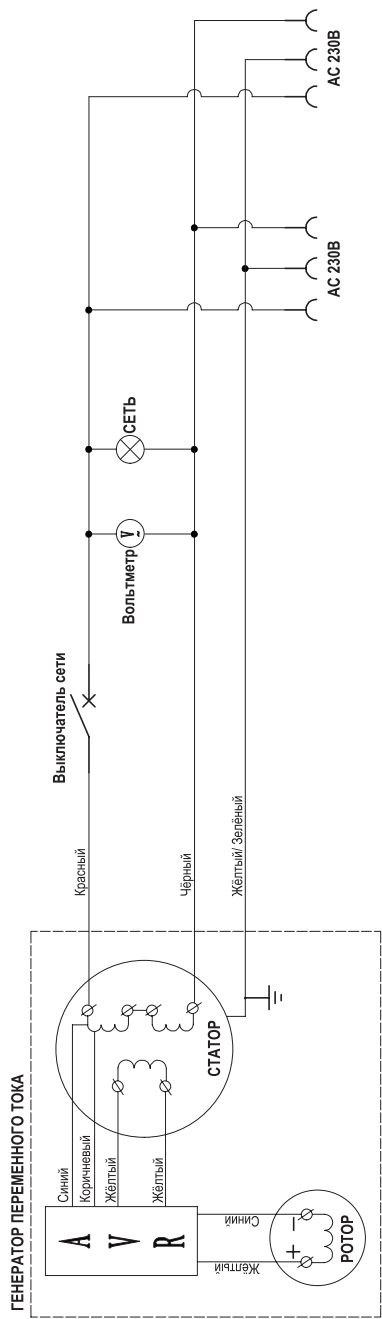 ГЕНЕРАТОР ПЕРЕМЕННОГО ТОКА
A V R
Синий
Коричневый
Жёлтый
Жёлтый
Жёлтый
Синий
+
−
РОТОР
СТАТОР
Красный
Чёрный
Жёлтый/ Зелёный
Выключатель сети
Вольтметр
V
~
СЕТЬ
AC 230В
AC 230В